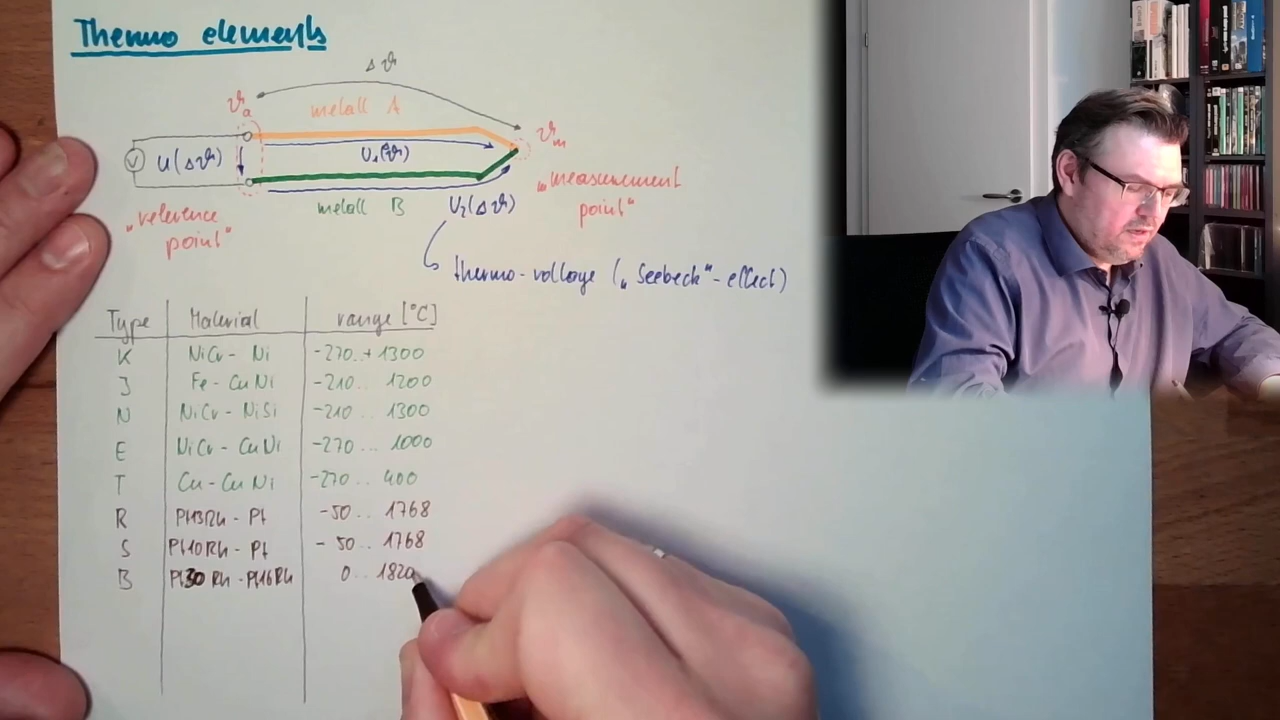 Thermo elements
Δϑ
ϑa
metall A
ϑm
V
U(Δϑ)
U1(ϑ)
"measurement
point"
metall B
U2(Δϑ)
"reference
point"
thermo-voltage ("Seebeck"-effect)
Type Material range [°C]
K NiCr - Ni -270..+1300
J Fe - CuNi -210... 1200
N NiCr - NiSi -210... 1300
E NiCr - CuNi -270... 1000
T Cu - CuNi -270... 400
R Pt13Rh - Pt -50... 1768
S Pt10Rh - Pt -50... 1768
B Pt30Rh - Pt16Rh 0... 1820